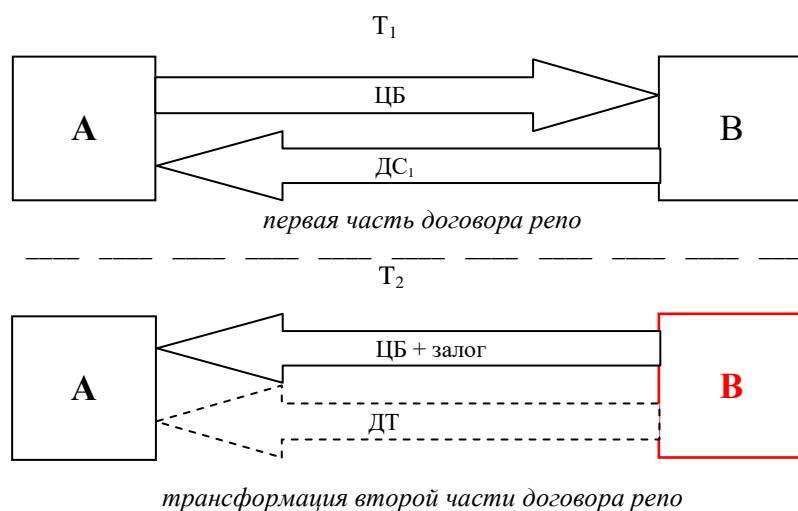 T₁
A
ЦБ
B
ДС₁
первая часть договора репо
T₂
A
ЦБ + залог
B
ДТ
трансформация второй части договора репо